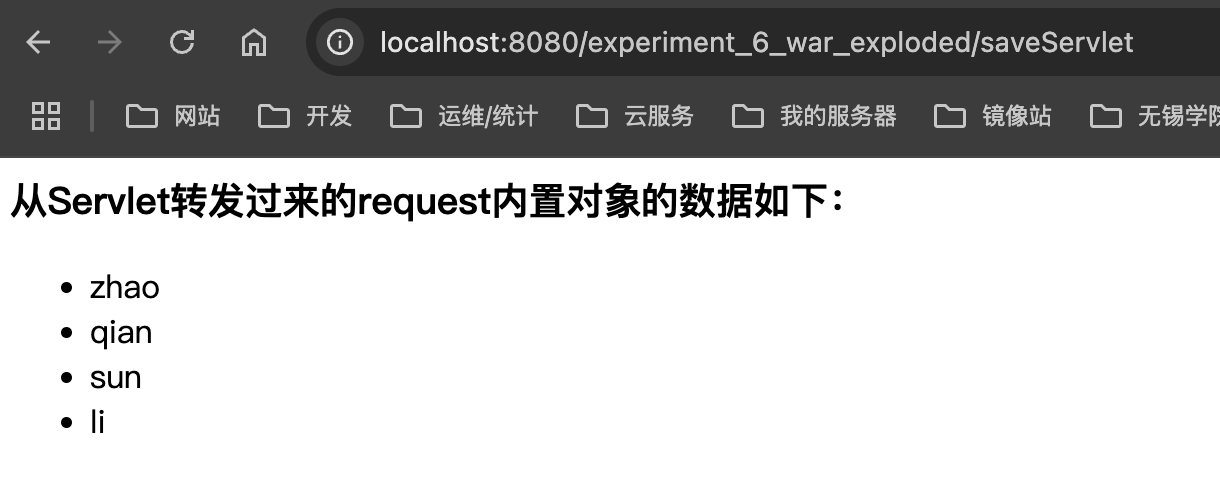 localhost:8080/experiment_6_war_exploded/saveServlet
网站 开发 运维/统计 云服务 我的服务器 镜像站 无锡学院
从Servlet转发过来的request内置对象的数据如下：
zhao
qian
sun
li